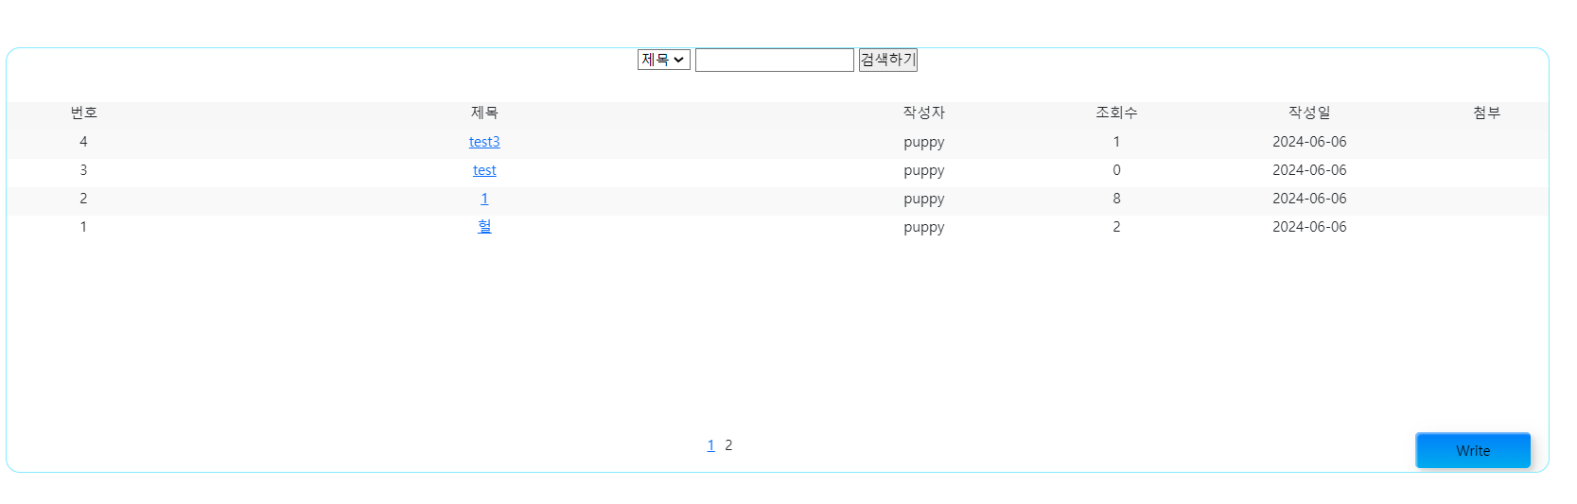 제목 검색하기
번호 제목 작성자 조회수 작성일 첨부
4 test3 puppy 1 2024-06-06
3 test puppy 0 2024-06-06
2 1 puppy 8 2024-06-06
1 헐 puppy 2 2024-06-06
1 2
Write